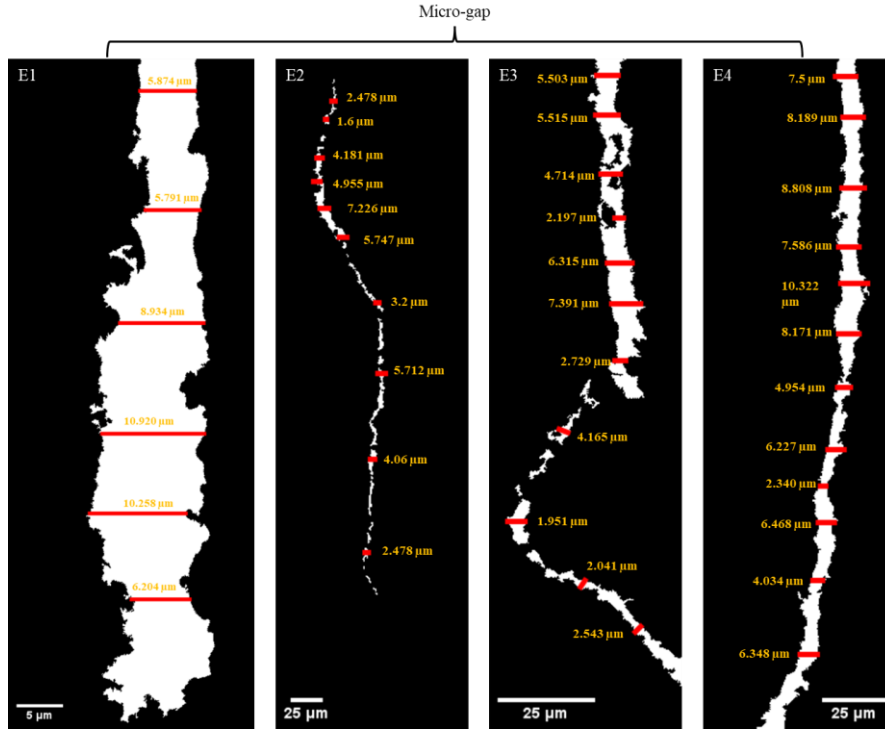 Micro-gap
E1
5.874 µm
5.791 µm
8.934 µm
10.920 µm
10.258 µm
6.204 µm
5 µm
E2
2.478 µm
1.6 µm
4.181 µm
4.955 µm
7.226 µm
5.747 µm
3.2 µm
5.712 µm
4.06 µm
2.478 µm
25 µm
E3
5.503 µm
5.515 µm
4.714 µm
2.197 µm
6.315 µm
7.391 µm
2.729 µm
4.165 µm
1.951 µm
2.041 µm
2.543 µm
25 µm
E4
7.5 µm
8.189 µm
8.808 µm
7.586 µm
10.322
µm
8.171 µm
4.954 µm
6.227 µm
2.340 µm
6.468 µm
4.034 µm
6.348 µm
25 µm